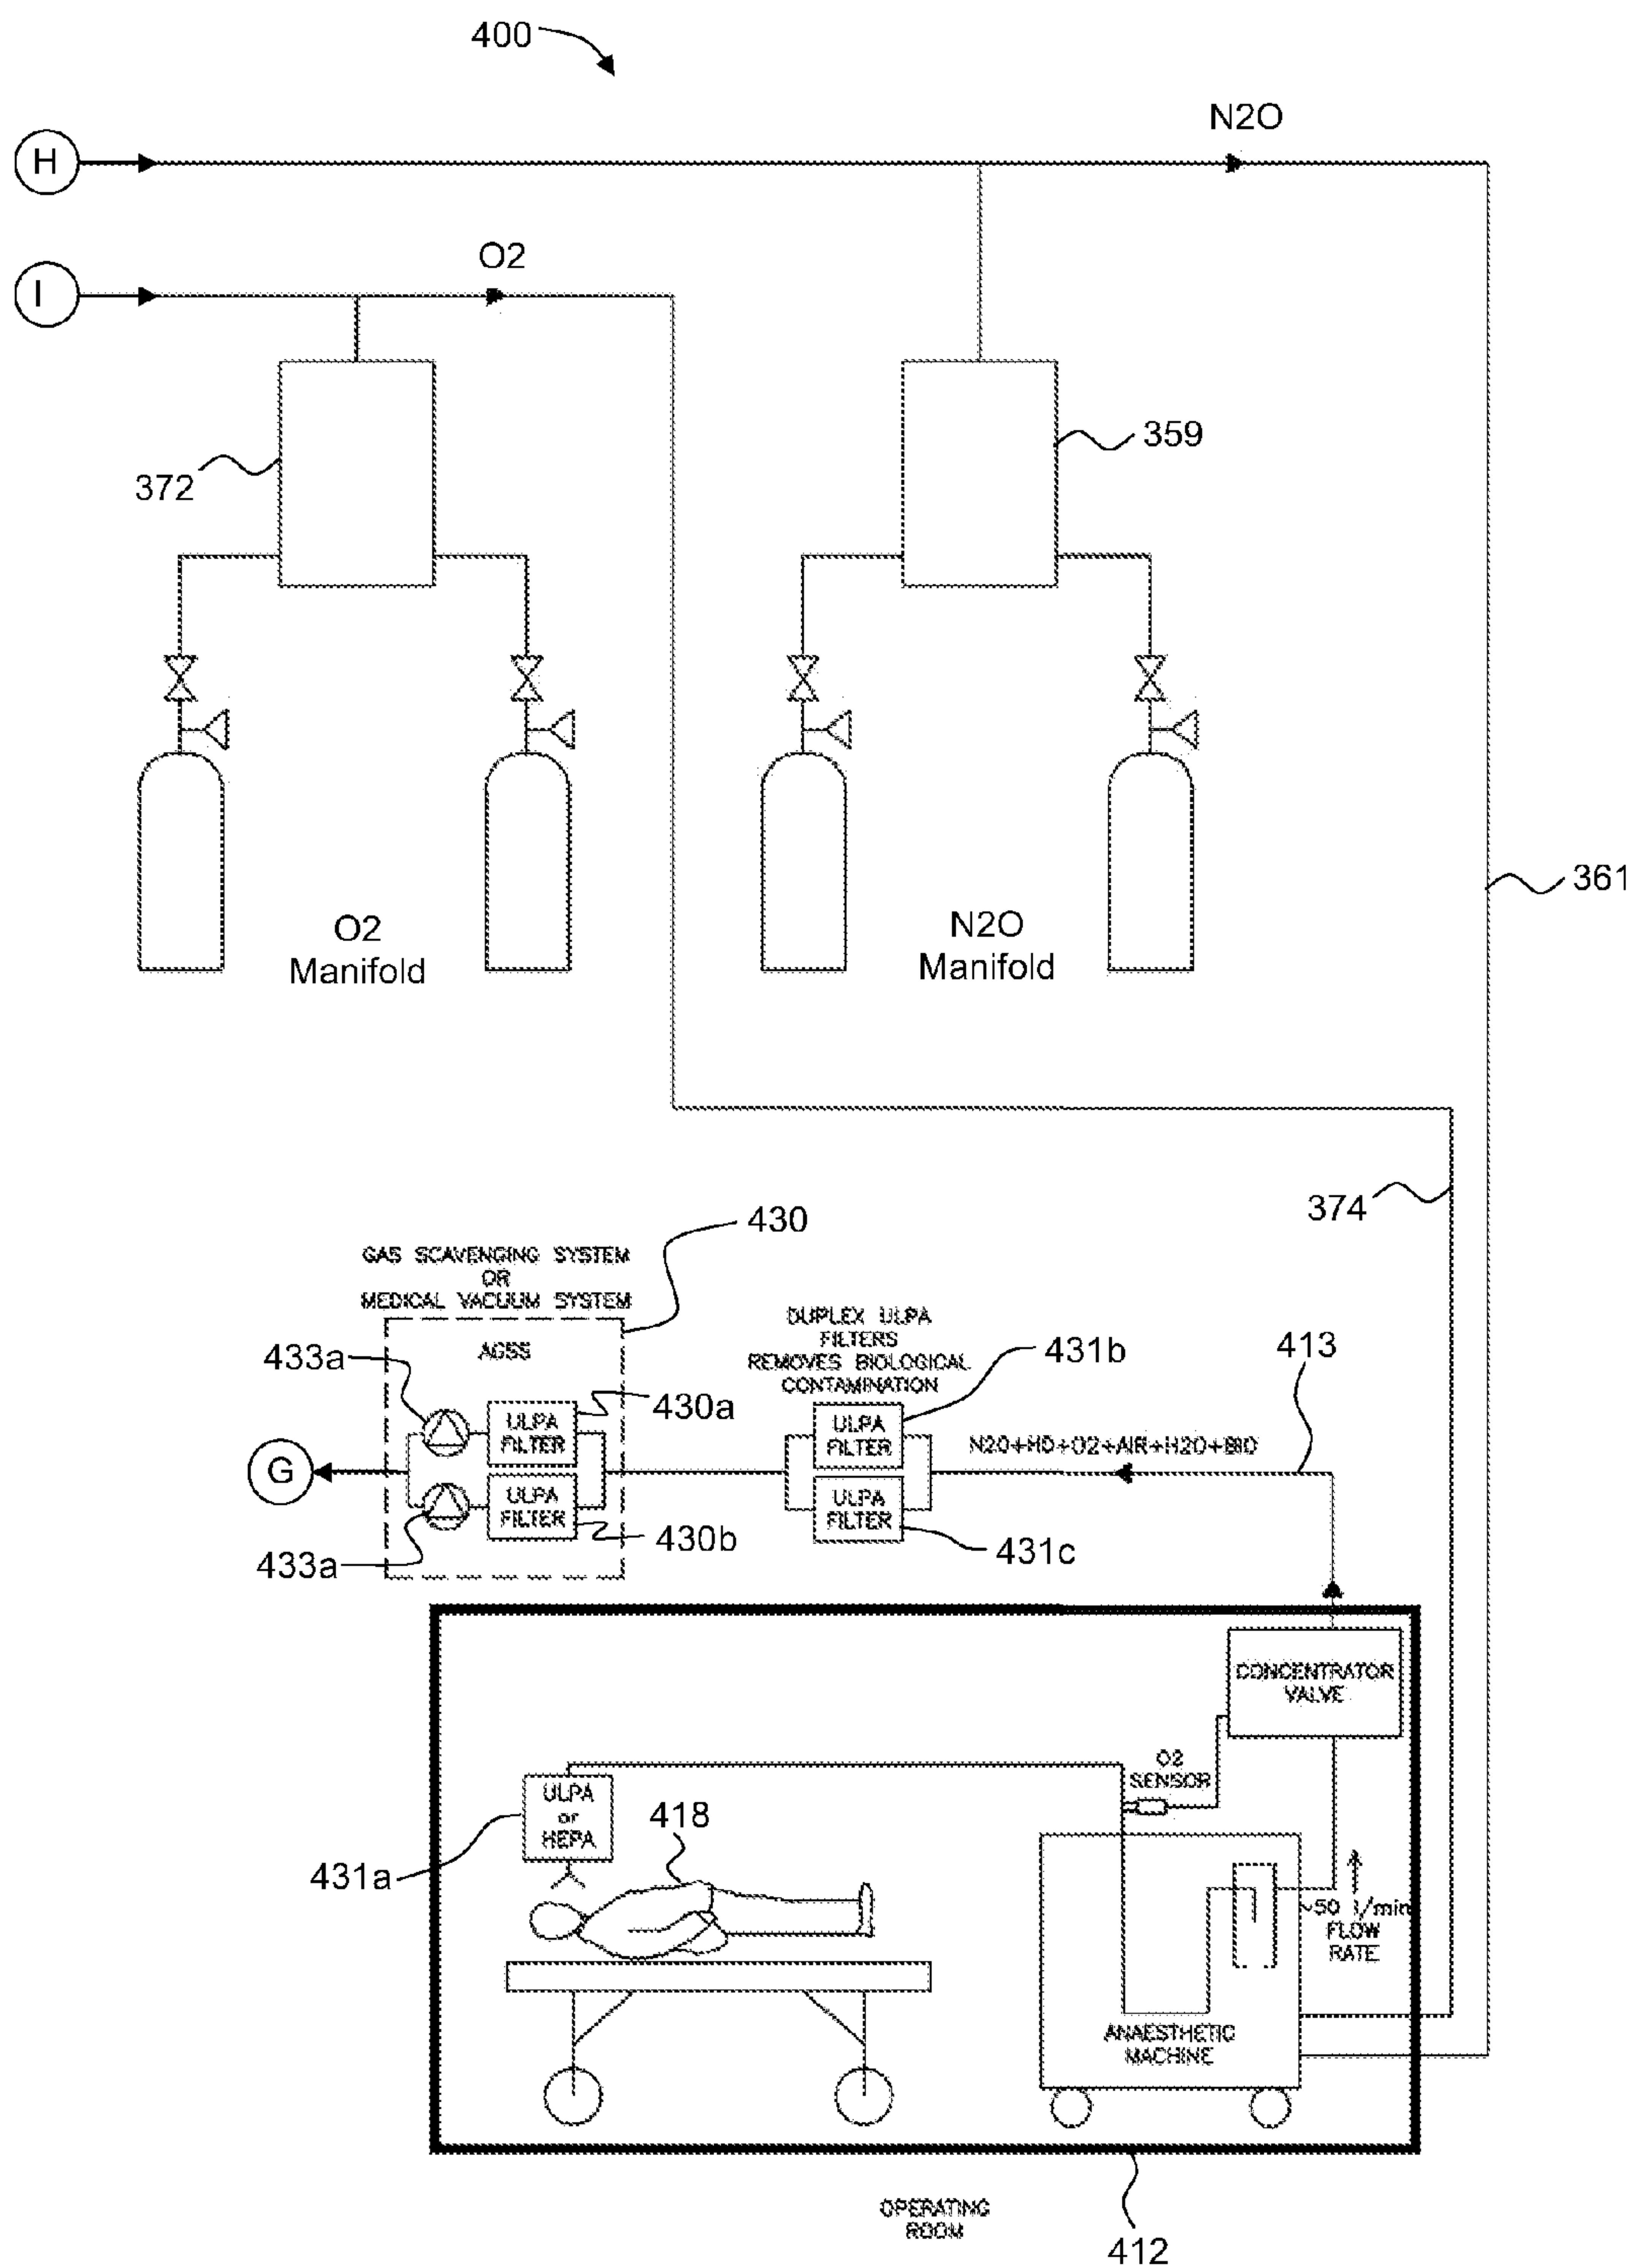 400
N2O
H
O2
I
359
372
361
O2
Manifold
N2O
Manifold
374
430
GAS SCAVENGING SYSTEM
OR
MEDICAL VACUUM SYSTEM
AGSS
DUPLEX ULPA
FILTERS
REMOVES BIOLOGICAL
CONTAMINATION
413
433a
431b
430a
ULPA
FILTER
ULPA
FILTER
N2O+HD+O2+AIR+H2O+BIO
G
ULPA
FILTER
ULPA
FILTER
430b
431c
433a
CONCENTRATOR
VALVE
O2
SENSOR
ULPA
or
HEPA
418
431a
~50 l/min
FLOW
RATE
ANAESTHETIC
MACHINE
OPERATING
ROOM
412